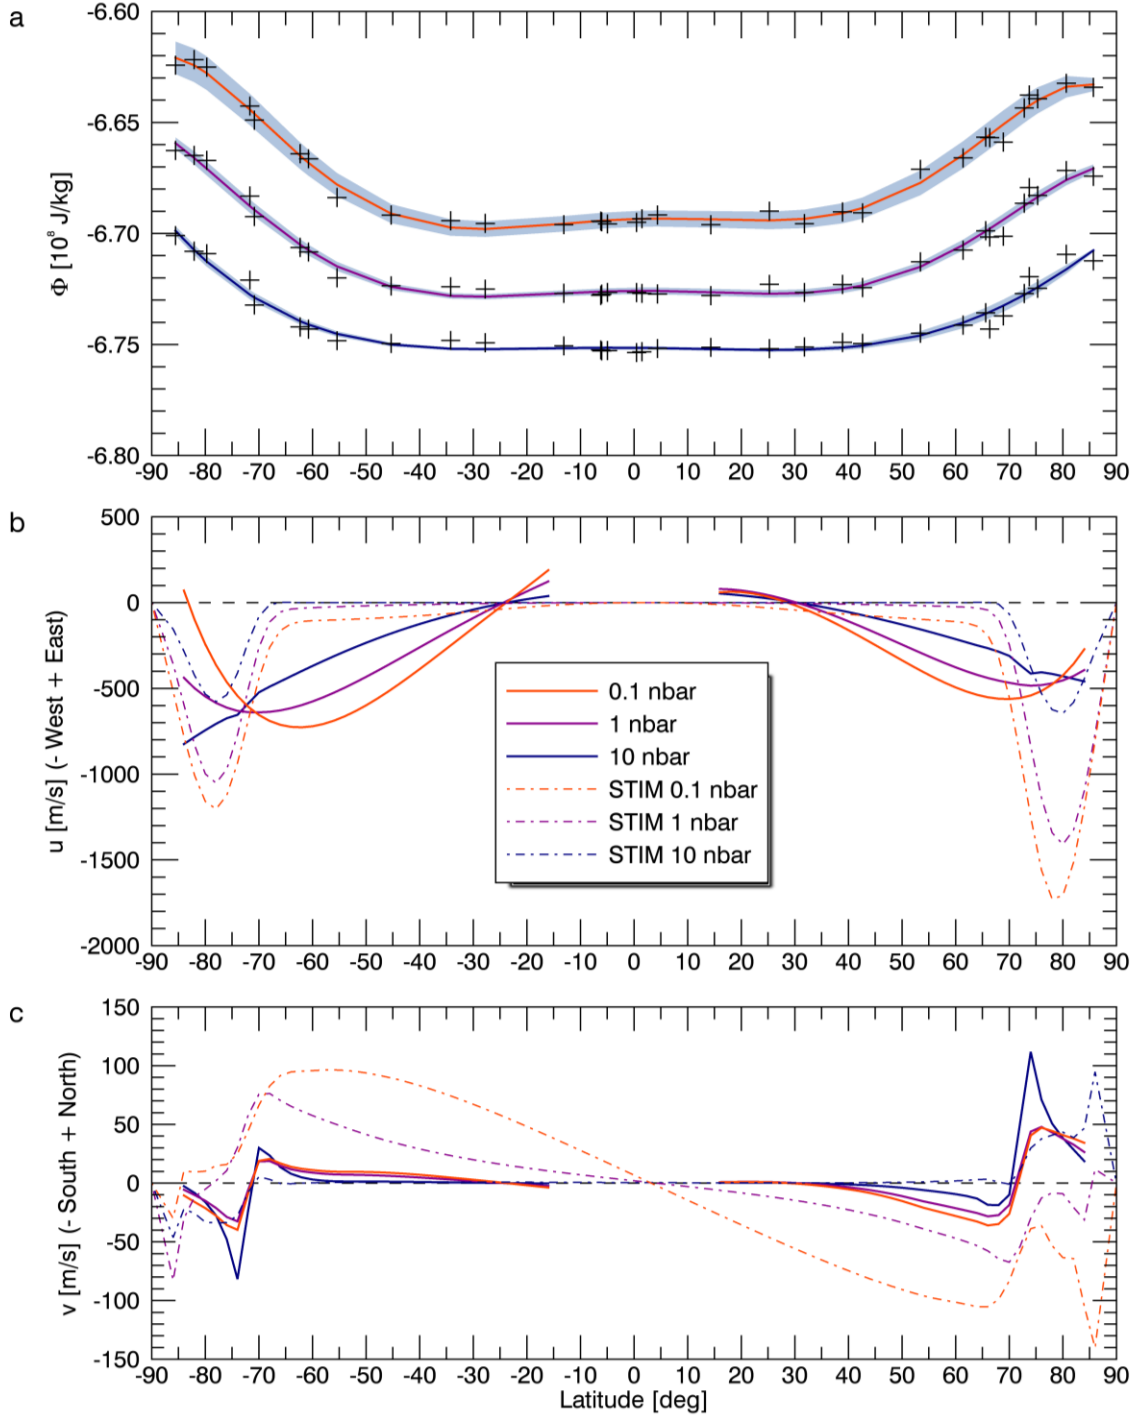 a
-6.60
-6.65
-6.70
-6.75
-6.80
Φ [10⁸ J/kg]
-90 -80 -70 -60 -50 -40 -30 -20 -10 0 10 20 30 40 50 60 70 80 90
b
500
0
-500
-1000
-1500
-2000
u [m/s] (- West + East)
0.1 nbar
1 nbar
10 nbar
STIM 0.1 nbar
STIM 1 nbar
STIM 10 nbar
-90 -80 -70 -60 -50 -40 -30 -20 -10 0 10 20 30 40 50 60 70 80 90
c
150
100
50
0
-50
-100
-150
v [m/s] (- South + North)
-90 -80 -70 -60 -50 -40 -30 -20 -10 0 10 20 30 40 50 60 70 80 90
Latitude [deg]